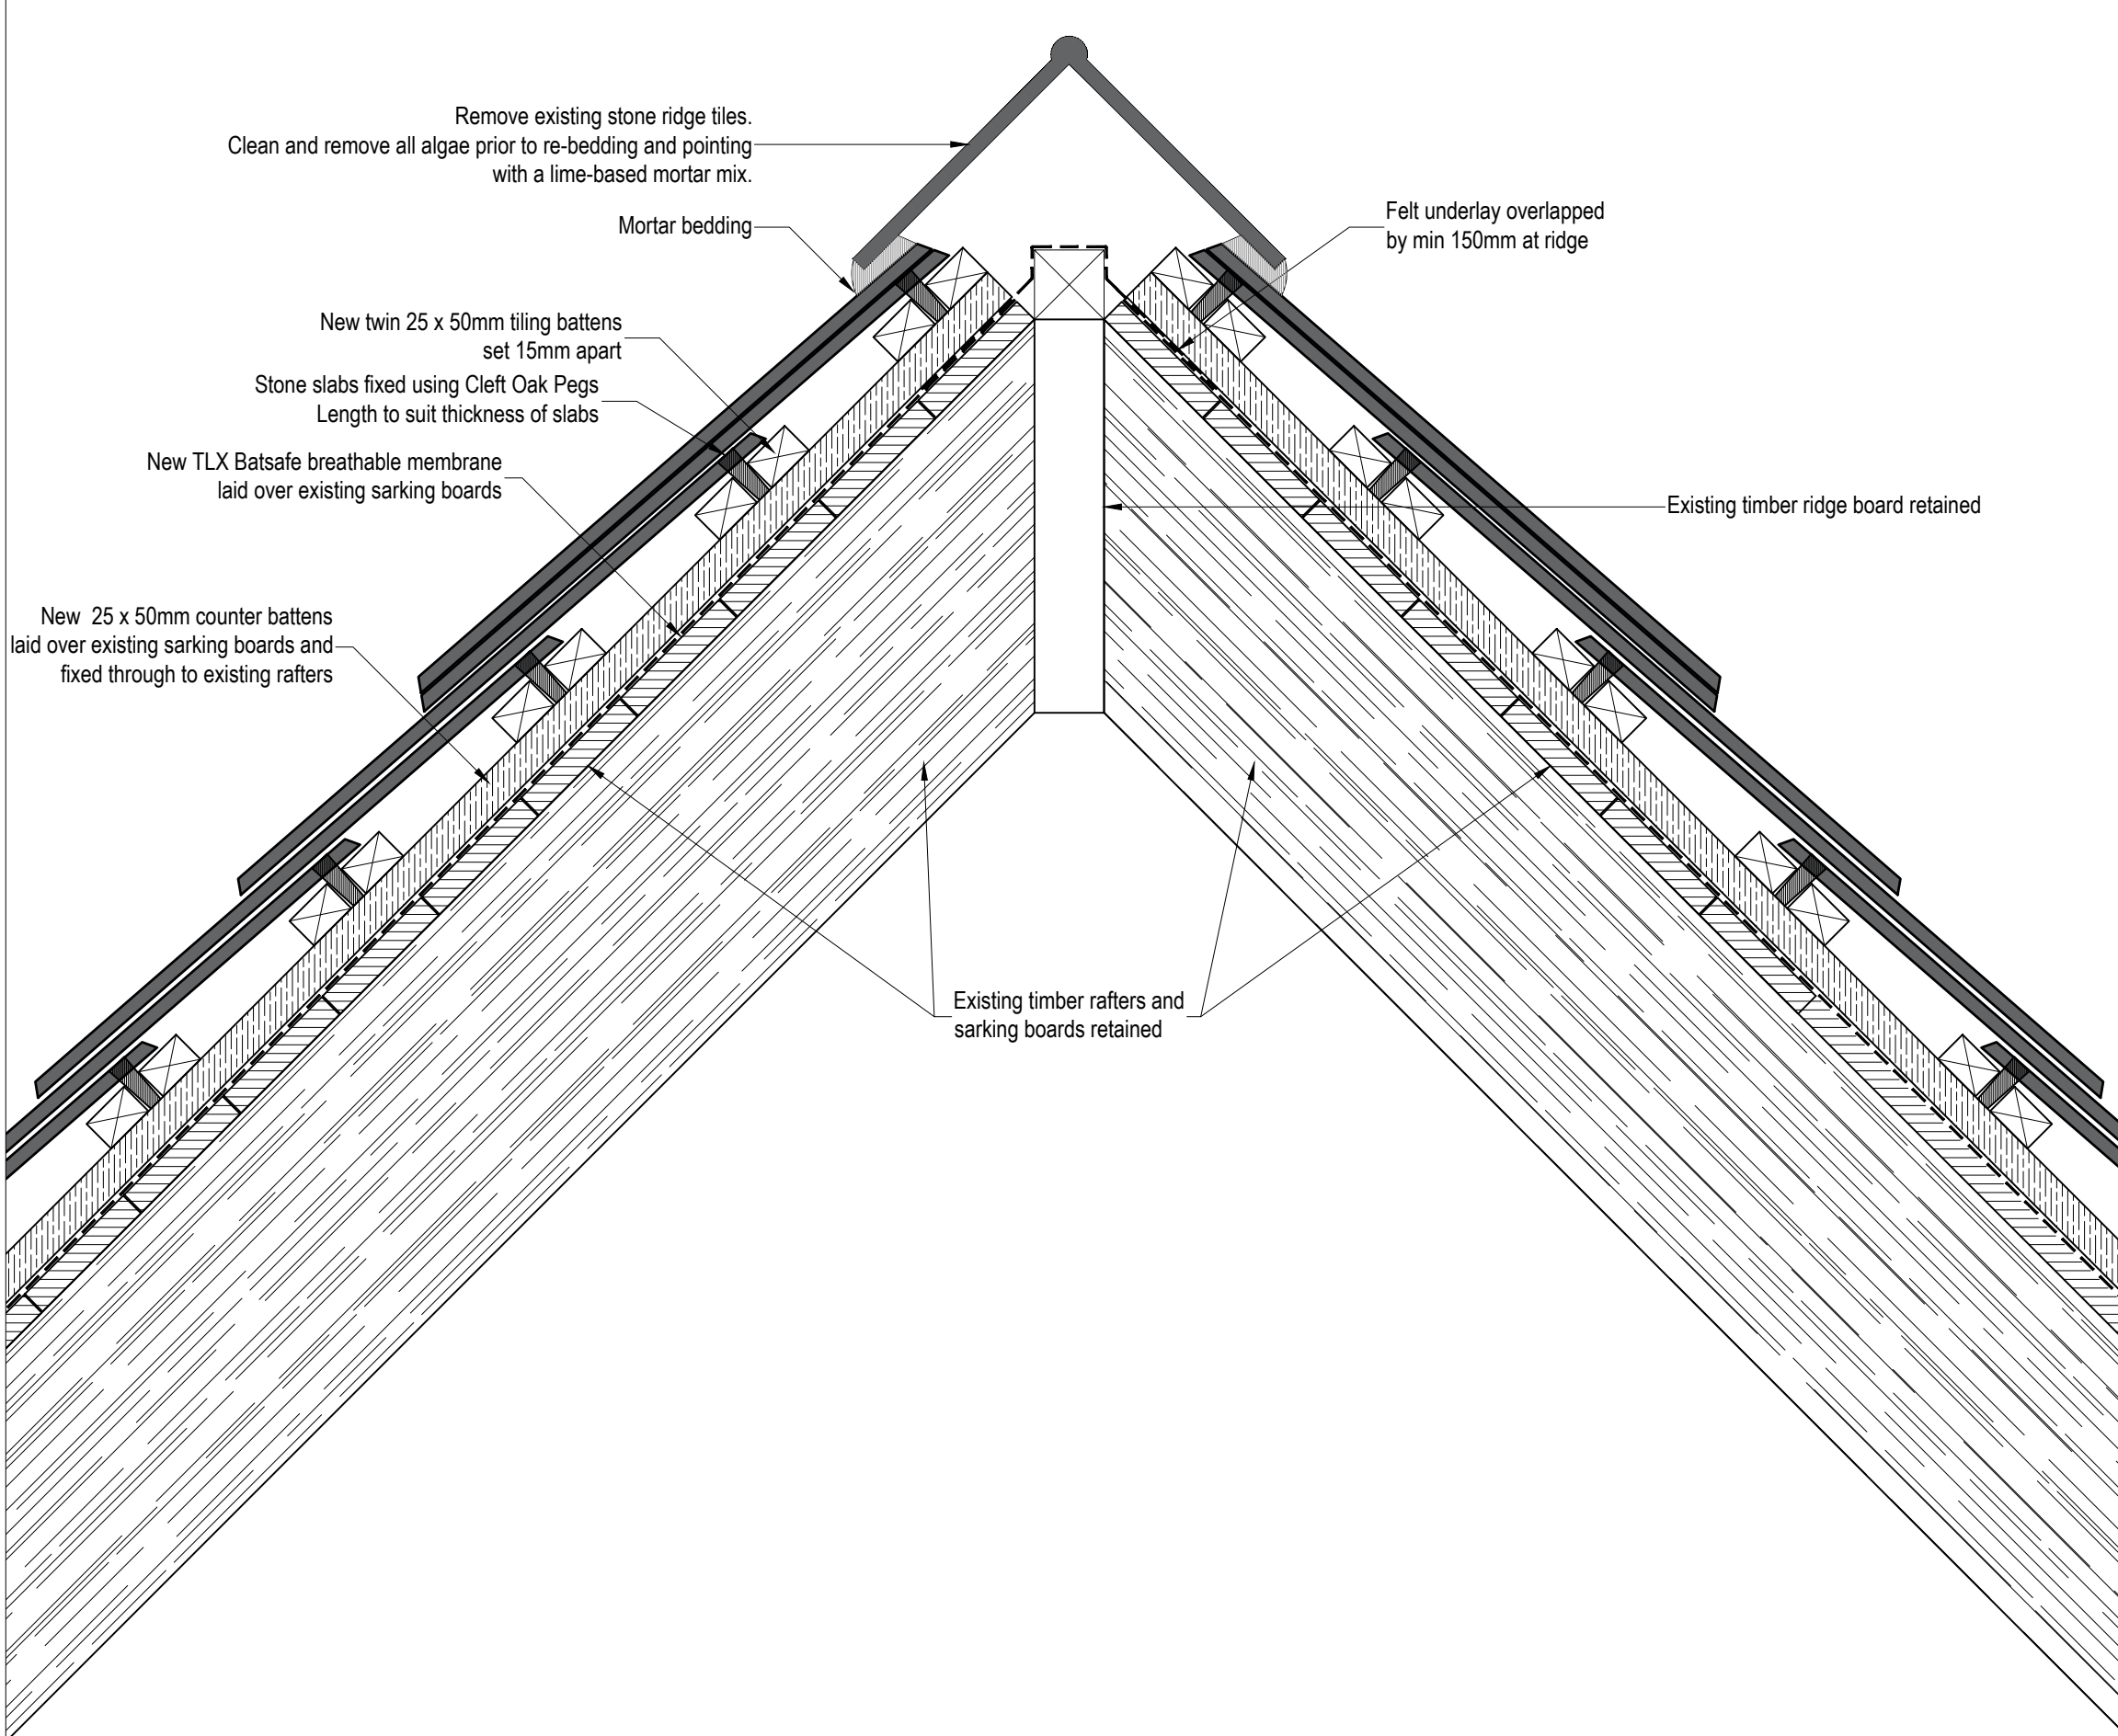 Remove existing stone ridge tiles.
Clean and remove all algae prior to re-bedding and pointing
with a lime-based mortar mix.
Mortar bedding
Felt underlay overlapped
by min 150mm at ridge
New twin 25 x 50mm tiling battens
set 15mm apart
Stone slabs fixed using Cleft Oak Pegs
Length to suit thickness of slabs
New TLX Batsafe breathable membrane
laid over existing sarking boards
Existing timber ridge board retained
New 25 x 50mm counter battens
laid over existing sarking boards and
fixed through to existing rafters
Existing timber rafters and
sarking boards retained